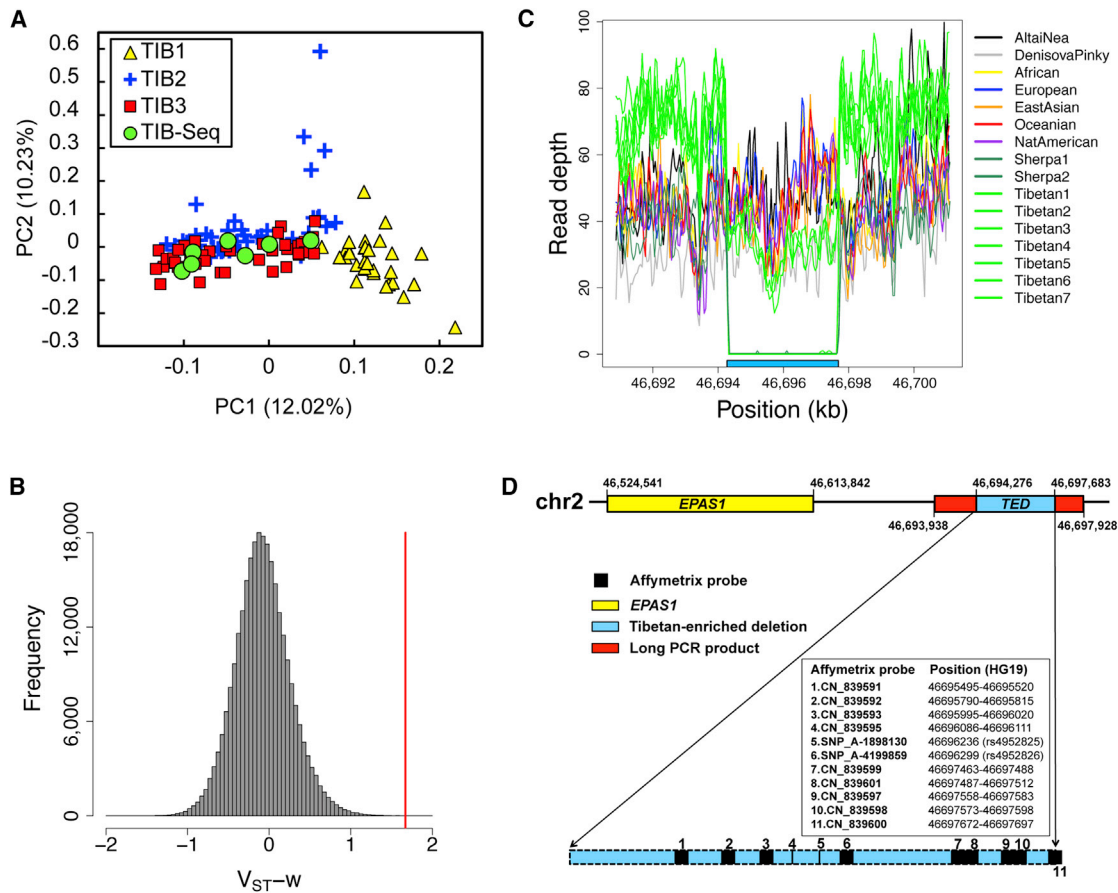 A
TIB1
TIB2
TIB3
TIB-Seq
0.6
0.5
0.4
0.3
0.2
0.1
0
-0.1
-0.2
-0.3
PC2 (10.23%)
-0.1 0 0.1 0.2
PC1 (12.02%)
B
18,000
12,000
6,000
0
Frequency
−2 −1 0 1 2
VST−w
C
100
80
60
40
20
0
Read depth
46,692 46,694 46,696 46,698 46,700
Position (kb)
AltaiNea
DenisovaPinky
African
European
EastAsian
Oceanian
NatAmerican
Sherpa1
Sherpa2
Tibetan1
Tibetan2
Tibetan3
Tibetan4
Tibetan5
Tibetan6
Tibetan7
D
46,524,541 46,613,842 46,694,276 46,697,683
chr2 EPAS1 TED
46,693,938 46,697,928
Affymetrix probe
EPAS1
Tibetan-enriched deletion
Long PCR product
Affymetrix probe Position (HG19)
1.CN_839591 46695495-46695520
2.CN_839592 46695790-46695815
3.CN_839593 46695995-46696020
4.CN_839595 46696086-46696111
5.SNP_A-1898130 46696236 (rs4952825)
6.SNP_A-4199859 46696299 (rs4952826)
7.CN_839599 46697463-46697488
8.CN_839601 46697487-46697512
9.CN_839597 46697558-46697583
10.CN_839598 46697573-46697598
11.CN_839600 46697672-46697697
1 2 3 4 5 6 7 8 9 10
11